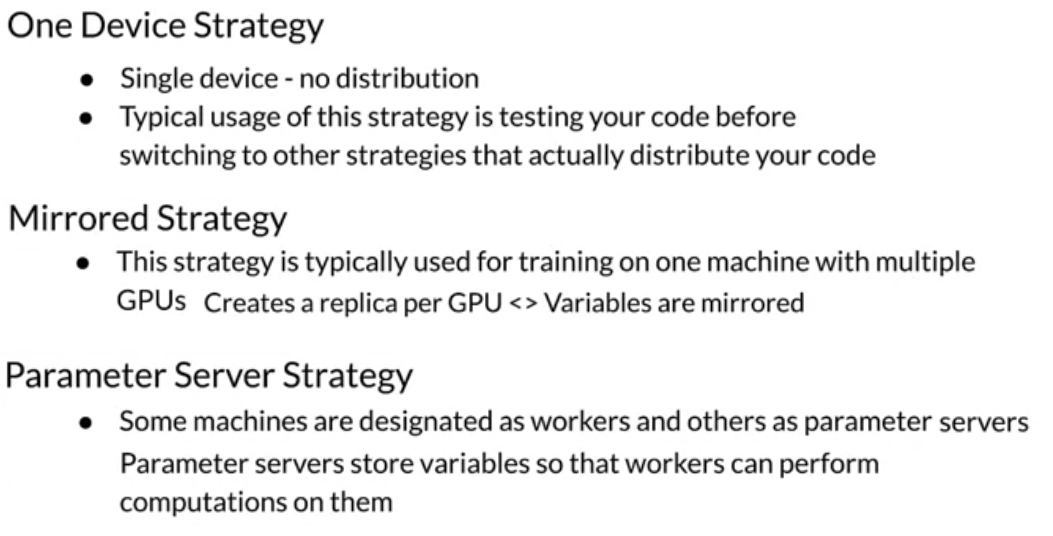 One Device Strategy
● Single device - no distribution
● Typical usage of this strategy is testing your code before
switching to other strategies that actually distribute your code
Mirrored Strategy
● This strategy is typically used for training on one machine with multiple
GPUs Creates a replica per GPU <> Variables are mirrored
Parameter Server Strategy
● Some machines are designated as workers and others as parameter servers
Parameter servers store variables so that workers can perform
computations on them